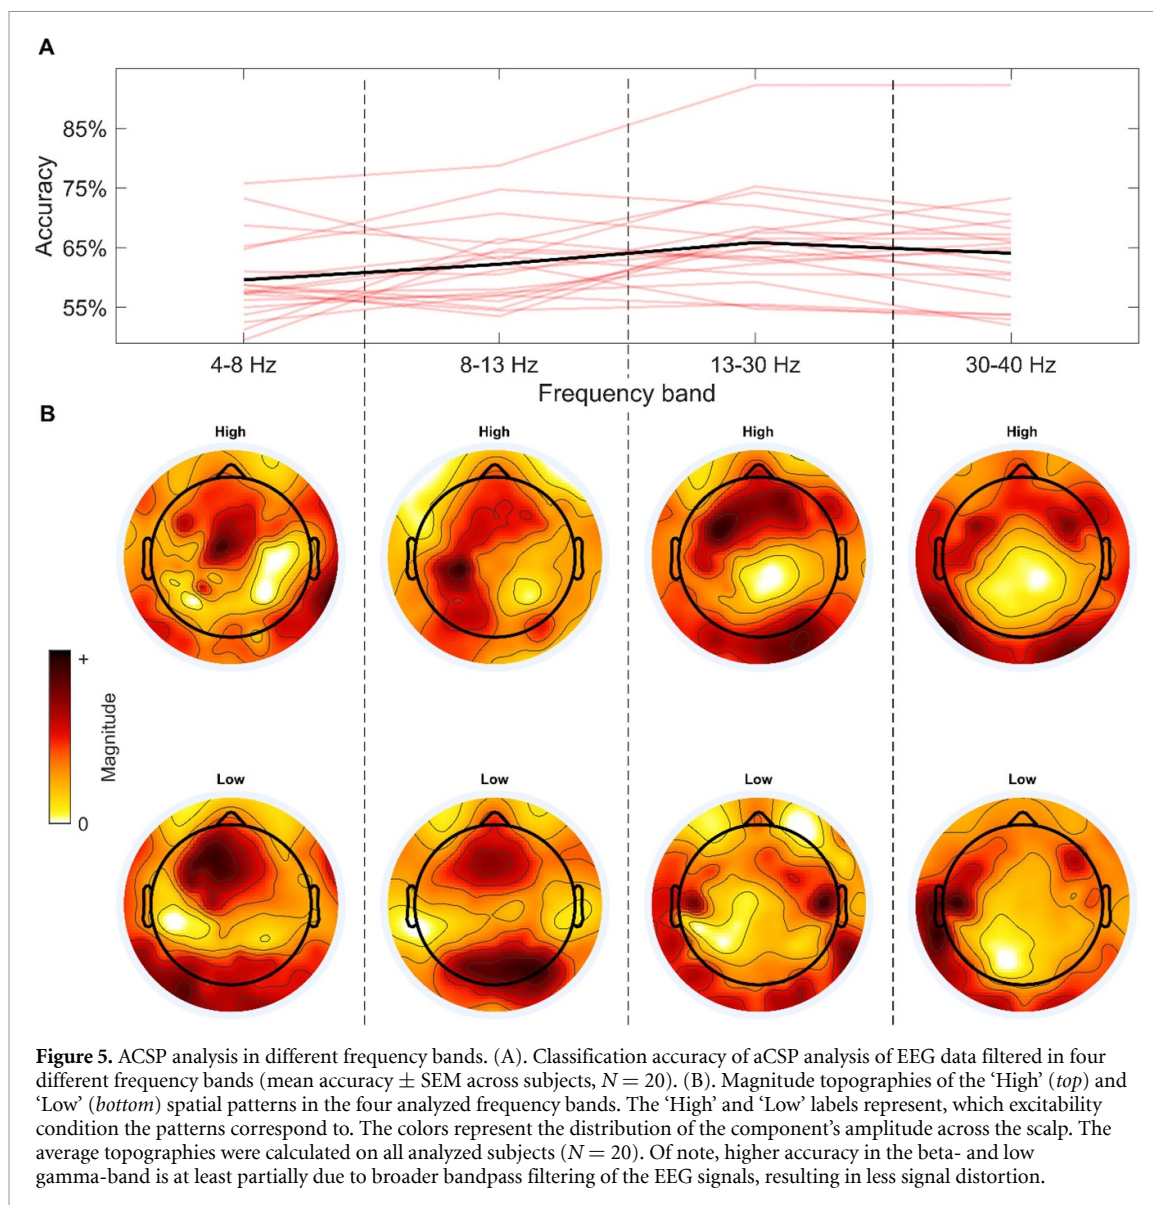 A
85%
75%
65%
55%
Accuracy
4-8 Hz 8-13 Hz 13-30 Hz 30-40 Hz
Frequency band
B
High High High High
+
Magnitude
0
Low Low Low Low
Figure 5. ACSP analysis in different frequency bands. (A). Classification accuracy of aCSP analysis of EEG data filtered in four
different frequency bands (mean accuracy ± SEM across subjects, N = 20). (B). Magnitude topographies of the ‘High’ (top) and
‘Low’ (bottom) spatial patterns in the four analyzed frequency bands. The ‘High’ and ‘Low’ labels represent, which excitability
condition the patterns correspond to. The colors represent the distribution of the component’s amplitude across the scalp. The
average topographies were calculated on all analyzed subjects (N = 20). Of note, higher accuracy in the beta- and low
gamma-band is at least partially due to broader bandpass filtering of the EEG signals, resulting in less signal distortion.